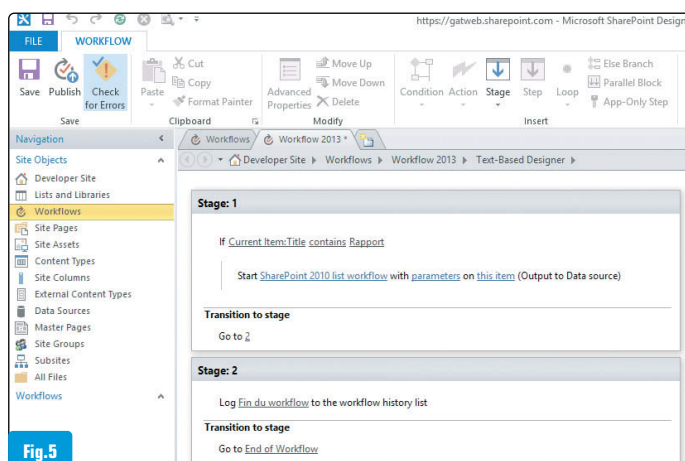 https://gatweb.sharepoint.com - Microsoft SharePoint Desig
FILE WORKFLOW
Save Publish Check for Errors
Save
Paste
Cut
Copy
Format Painter
Clipboard
Advanced Properties
Move Up
Move Down
Delete
Modify
Condition Action Stage Step Loop
Else Branch
Parallel Block
App-Only Step
Insert
Navigation
Workflows Workflow 2013 *
Developer Site Workflows Workflow 2013 Text-Based Designer
Site Objects
Developer Site
Lists and Libraries
Workflows
Site Pages
Site Assets
Content Types
Site Columns
External Content Types
Data Sources
Master Pages
Site Groups
Subsites
All Files
Workflows
Stage: 1
If Current Item:Title contains Rapport
Start SharePoint 2010 list workflow with parameters on this item (Output to Data source)
Transition to stage
Go to 2
Stage: 2
Log Fin du workflow to the workflow history list
Transition to stage
Go to End of Workflow
Fig.5